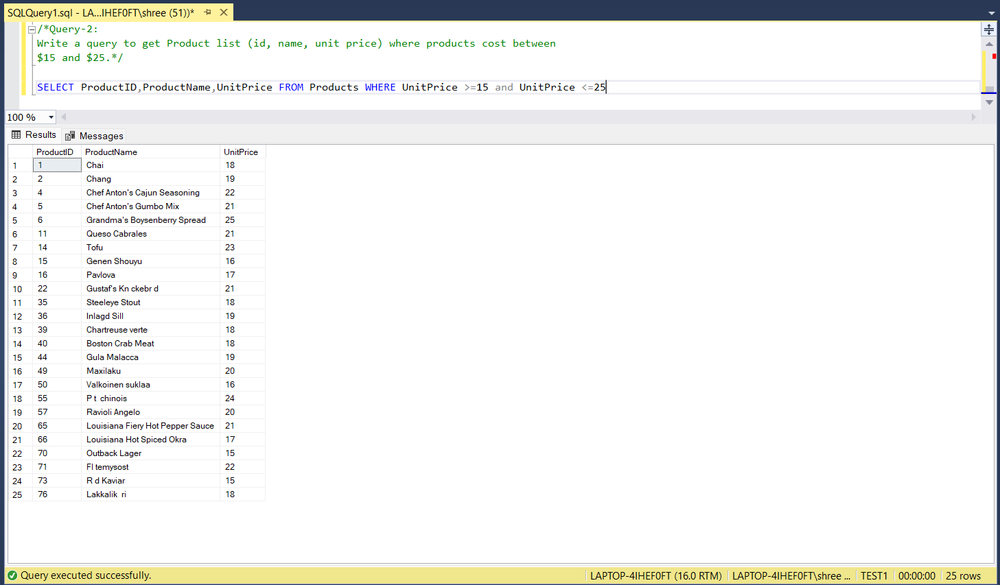 SQLQuery1.sql - LA...IHEF0FT\shree (51))*
/*Query-2:
Write a query to get Product list (id, name, unit price) where products cost between
$15 and $25.*/
SELECT ProductID,ProductName,UnitPrice FROM Products WHERE UnitPrice >=15 and UnitPrice <=25
100 %
Results Messages
ProductID ProductName UnitPrice
1 1 Chai 18
2 2 Chang 19
3 4 Chef Anton's Cajun Seasoning 22
4 5 Chef Anton's Gumbo Mix 21
5 6 Grandma's Boysenberry Spread 25
6 11 Queso Cabrales 21
7 14 Tofu 23
8 15 Genen Shouyu 16
9 16 Pavlova 17
10 22 Gustaf's Kn ckebr d 21
11 35 Steeleye Stout 18
12 36 Inlagd Sill 19
13 39 Chartreuse verte 18
14 40 Boston Crab Meat 18
15 44 Gula Malacca 19
16 49 Maxilaku 20
17 50 Valkoinen suklaa 16
18 55 P t  chinois 24
19 57 Ravioli Angelo 20
20 65 Louisiana Fiery Hot Pepper Sauce 21
21 66 Louisiana Hot Spiced Okra 17
22 70 Outback Lager 15
23 71 Fl temysost 22
24 73 R d Kaviar 15
25 76 Lakkalik  ri 18
Query executed successfully. LAPTOP-4IHEF0FT (16.0 RTM) LAPTOP-4IHEF0FT\shree ... TEST1 00:00:00 25 rows